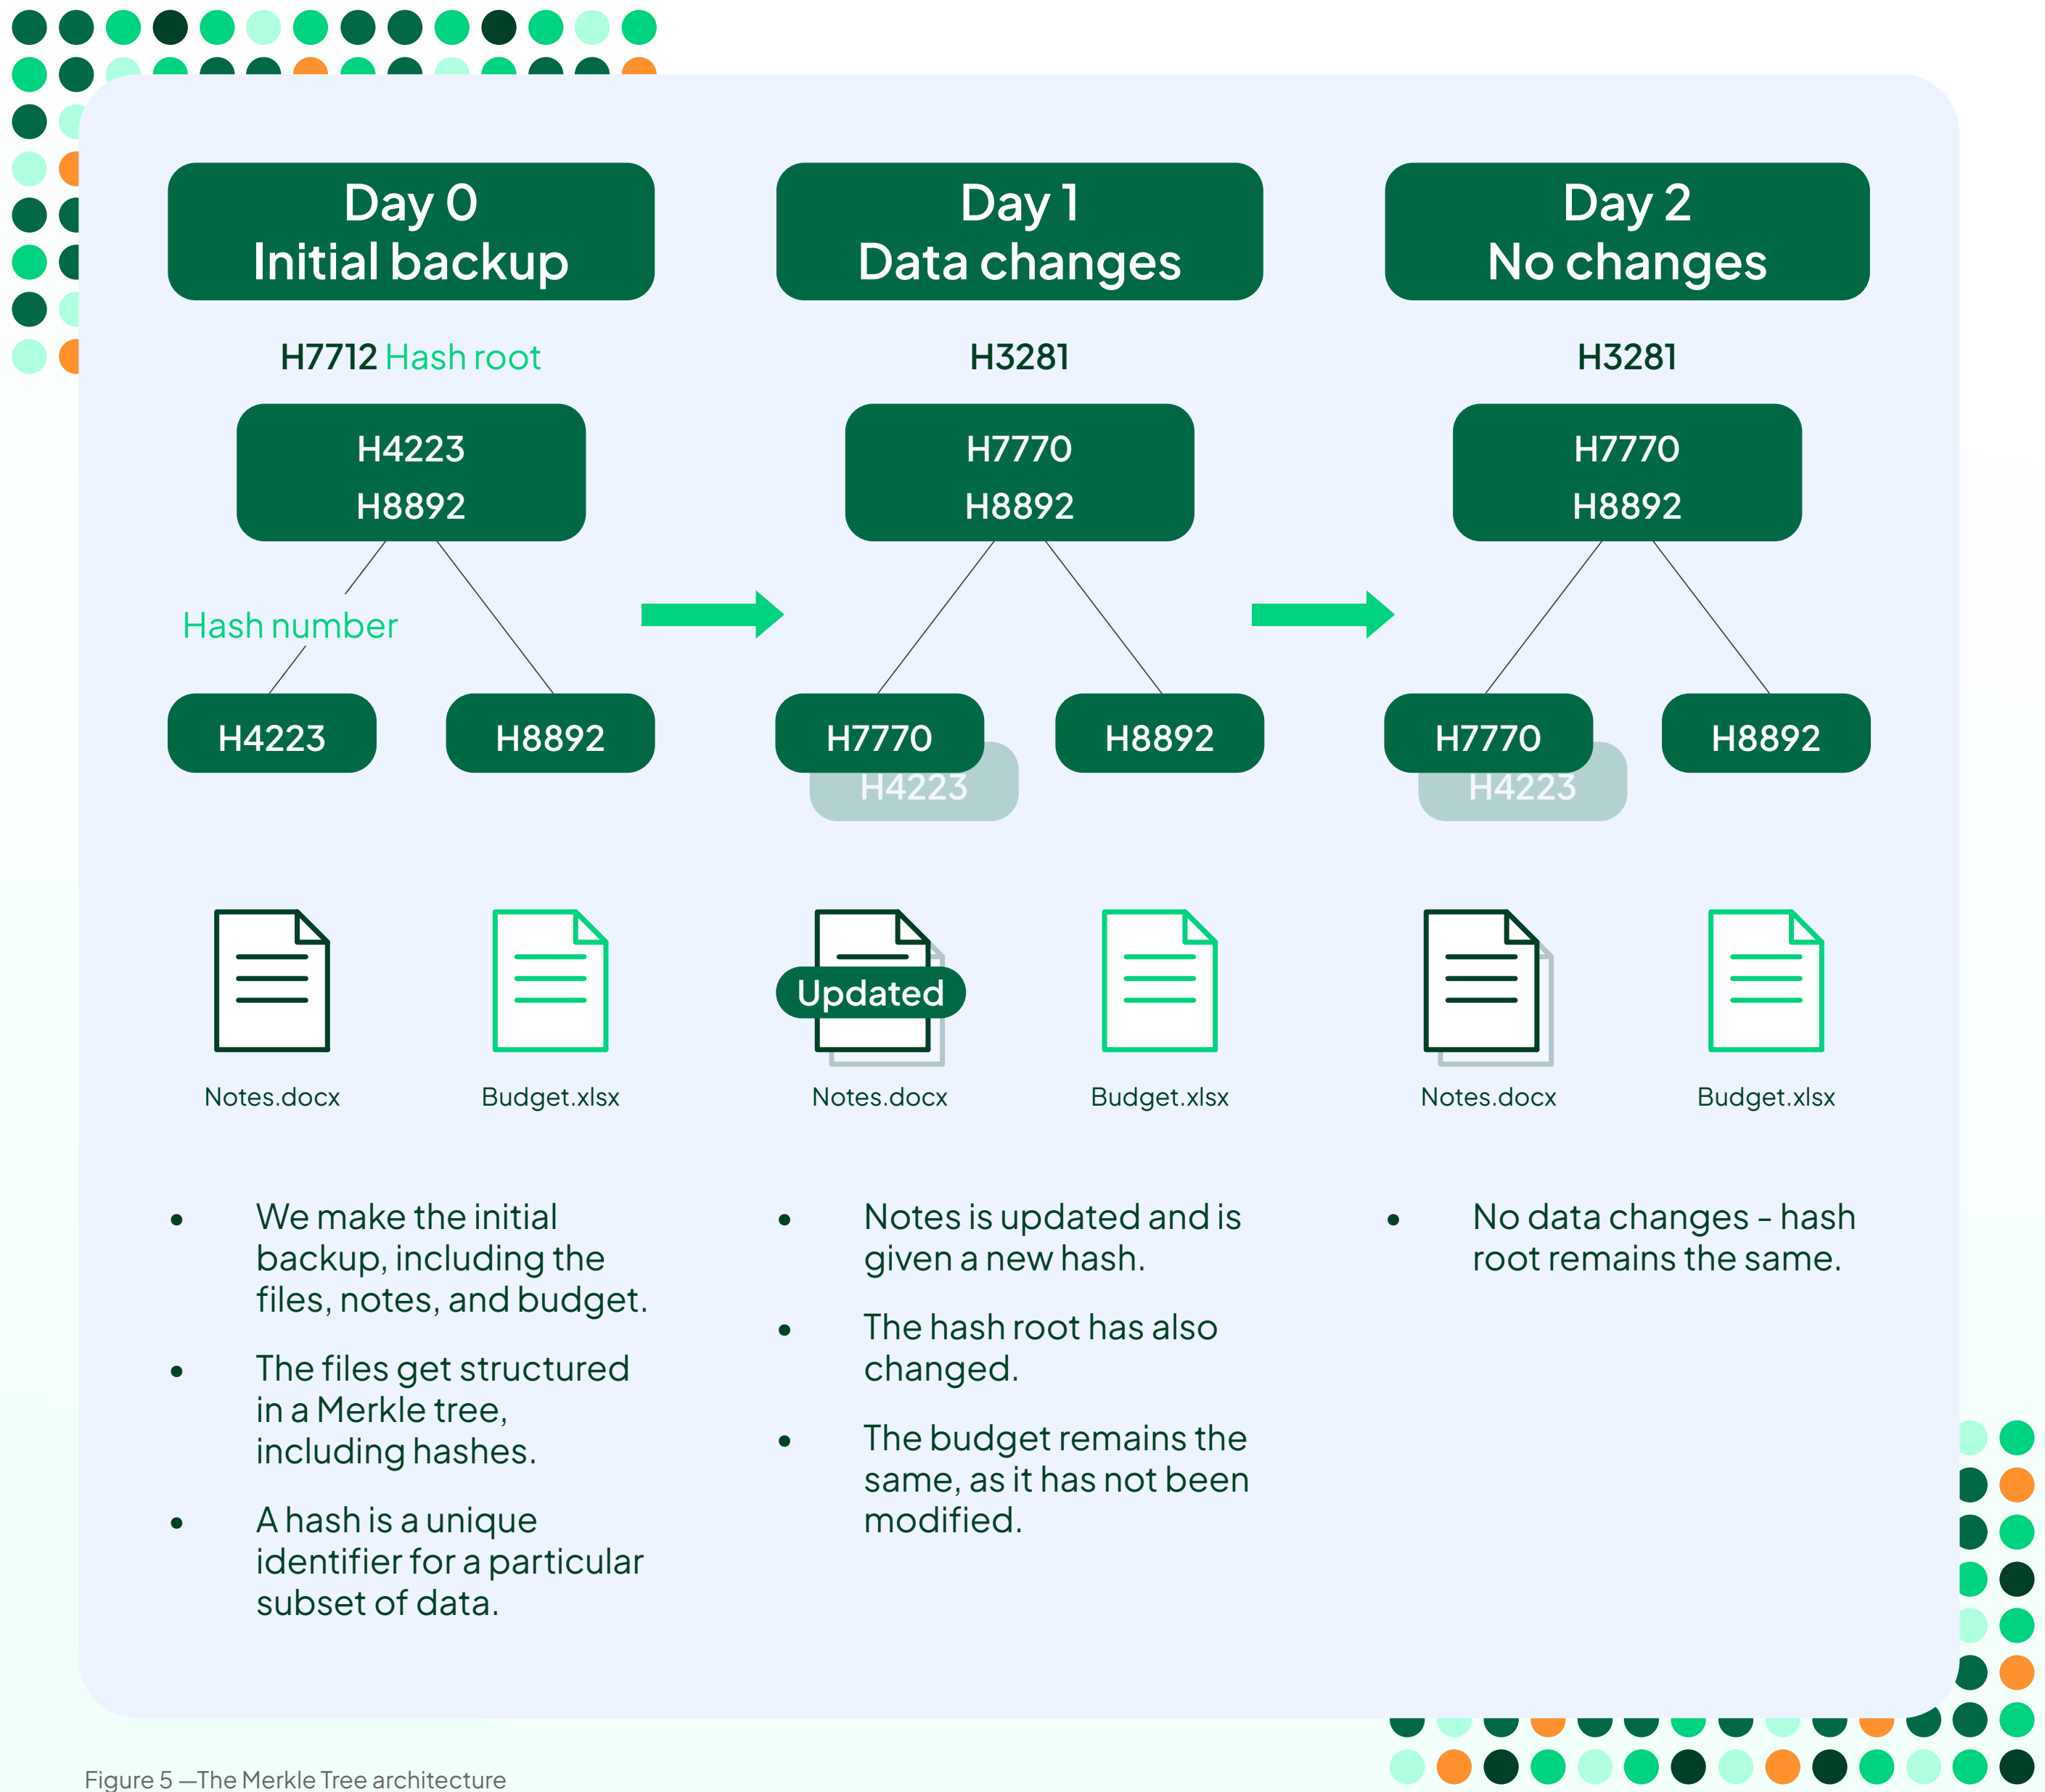 Day 0
Initial backup
H7712 Hash root
H4223
H8892
Hash number
H4223
H8892
Notes.docx
Budget.xlsx
• We make the initial
backup, including the
files, notes, and budget.
• The files get structured
in a Merkle tree,
including hashes.
• A hash is a unique
identifier for a particular
subset of data.
Day 1
Data changes
H3281
H7770
H8892
H7770
H4223
H8892
Updated
Notes.docx
Budget.xlsx
• Notes is updated and is
given a new hash.
• The hash root has also
changed.
• The budget remains the
same, as it has not been
modified.
Day 2
No changes
H3281
H7770
H8892
H7770
H4223
H8892
Notes.docx
Budget.xlsx
• No data changes - hash
root remains the same.
Figure 5 —The Merkle Tree architecture